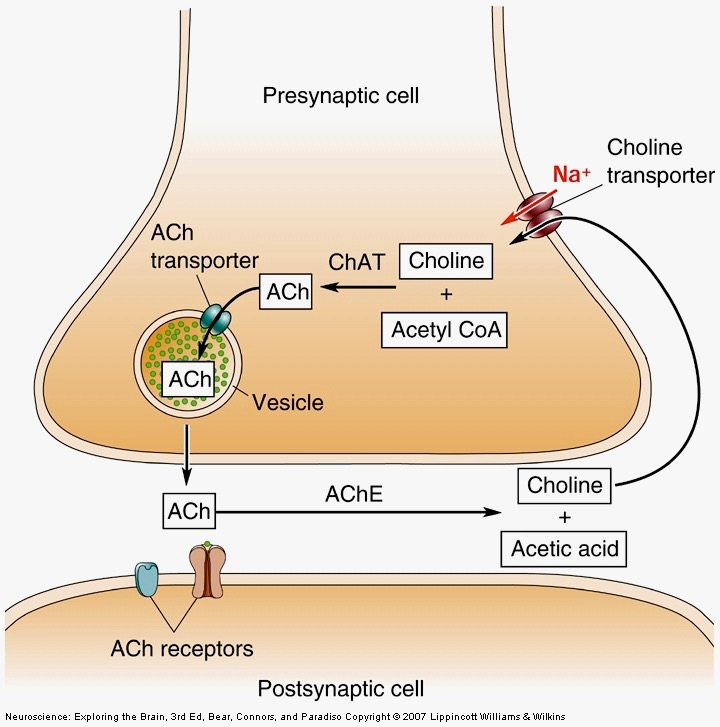 Presynaptic cell
Choline
transporter
Na⁺
ACh
transporter
ChAT
Choline
+
Acetyl CoA
ACh
ACh
Vesicle
ACh
AChE
Choline
+
Acetic acid
ACh receptors
Postsynaptic cell
Neuroscience: Exploring the Brain, 3rd Ed, Bear, Connors, and Paradiso Copyright © 2007 Lippincott Williams & Wilkins